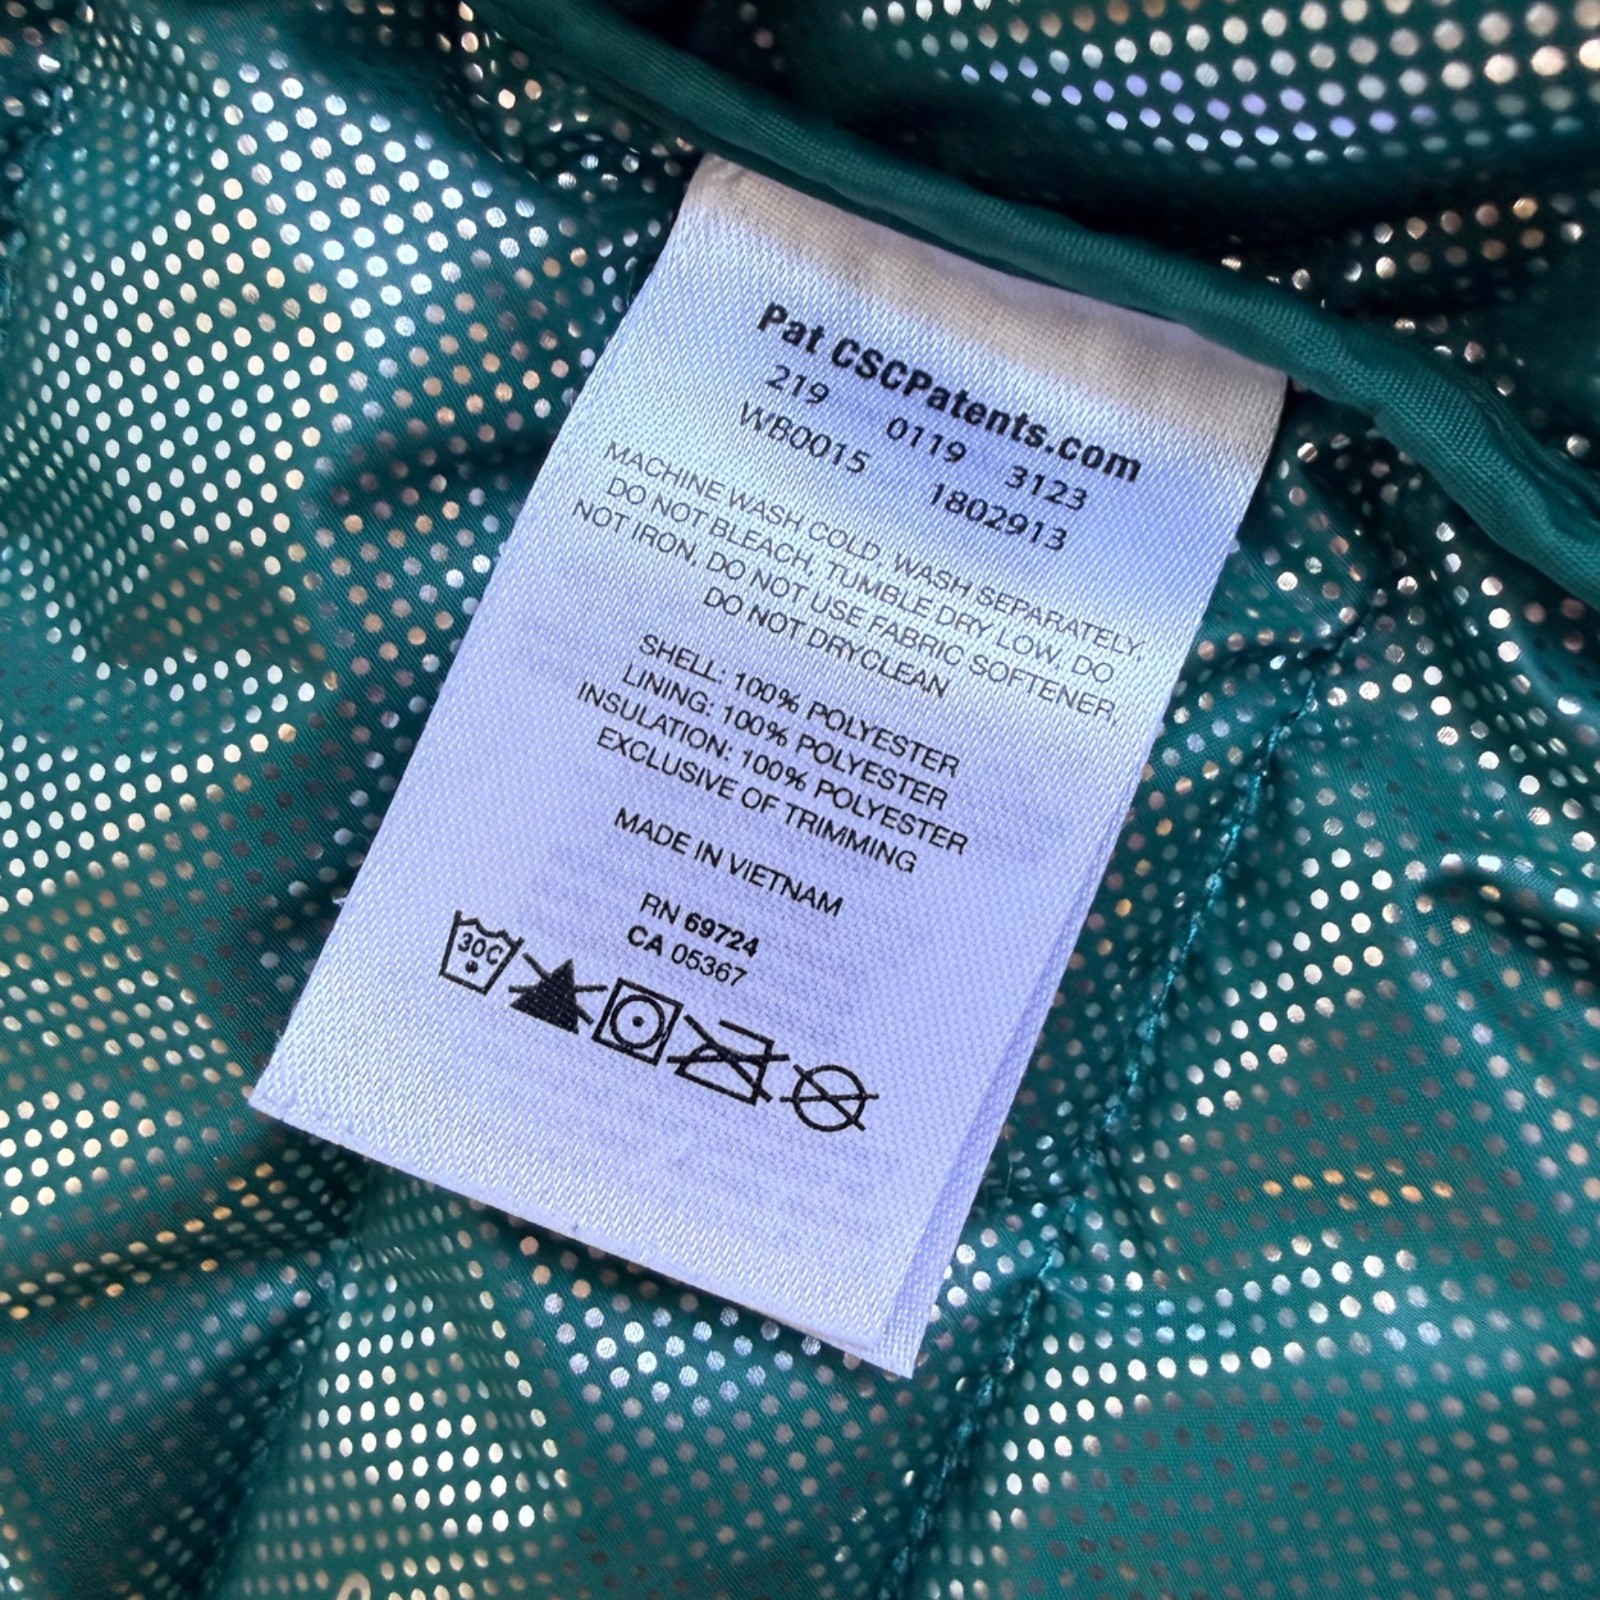 Pat CSCPatents.com
219 0119 3123
WB0015 1802913
MACHINE WASH COLD, WASH SEPARATELY,
DO NOT BLEACH, TUMBLE DRY LOW, DO
NOT IRON, DO NOT USE FABRIC SOFTENER,
DO NOT DRYCLEAN
SHELL: 100% POLYESTER
LINING: 100% POLYESTER
INSULATION: 100% POLYESTER
EXCLUSIVE OF TRIMMING
MADE IN VIETNAM
RN 69724
CA 05367
30C